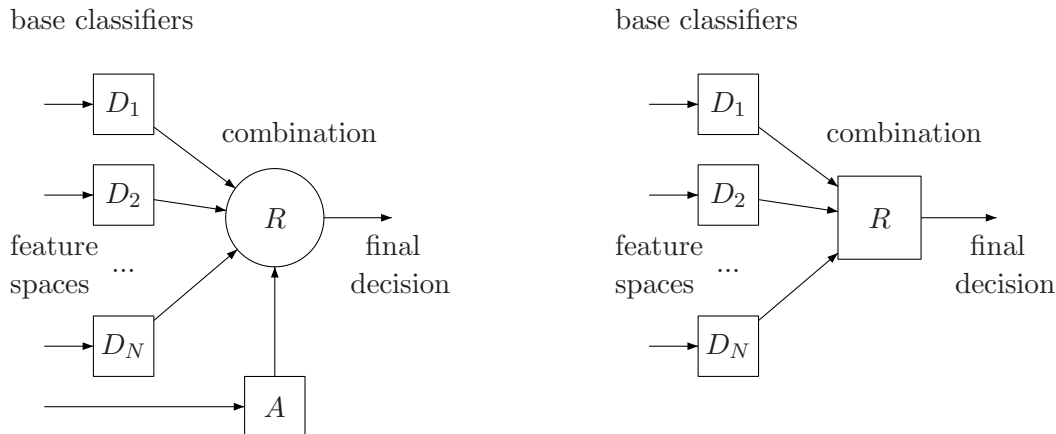 base classifiers
D1
combination
D2
R
feature
spaces
...
final
decision
DN
A
base classifiers
D1
combination
D2
R
feature
spaces
...
final
decision
DN